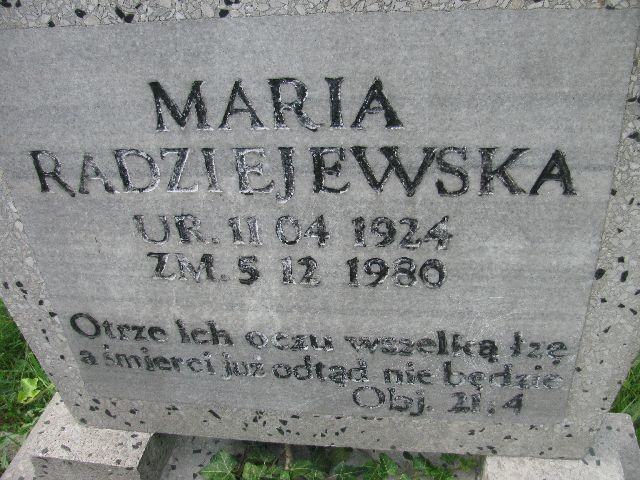 MARIA
RADZIEJEWSKA
UR. 11 04 1924
ZM. 5 12 1980
Otrze ich oczu wszelką łzę
a śmierci już odtąd nie będzie
Obj. 21. 4